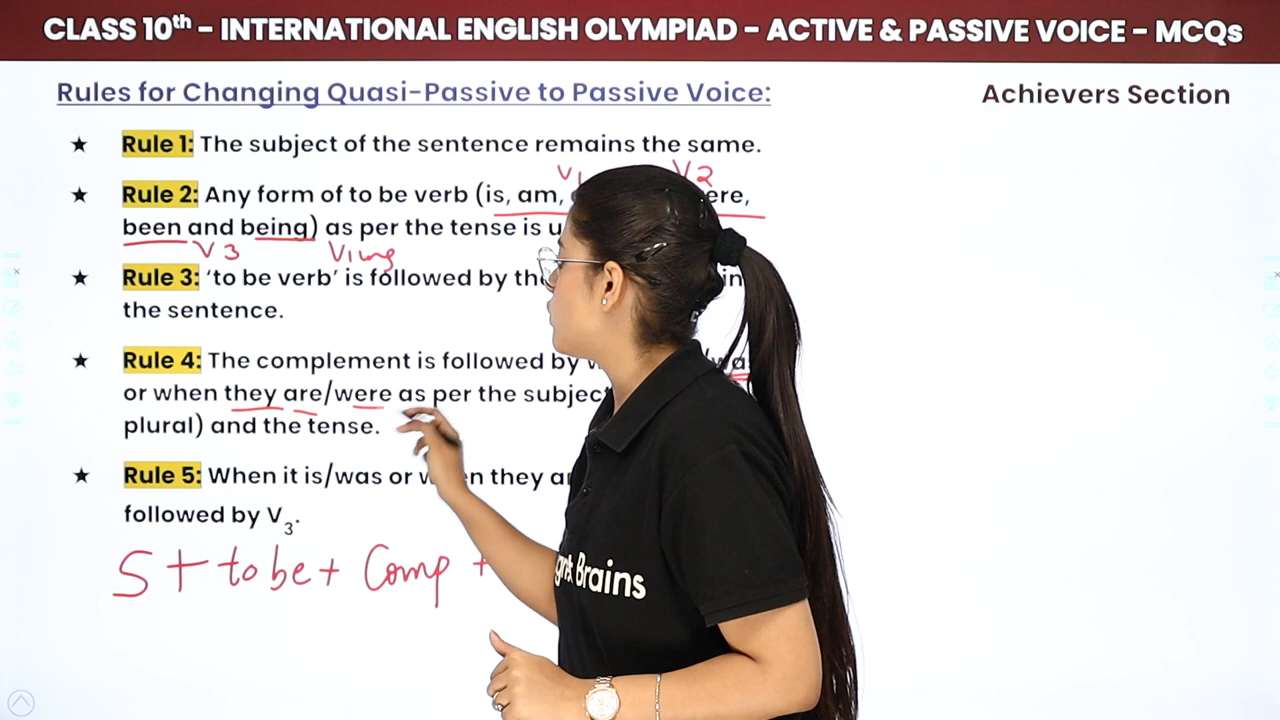 CLASS 10th – INTERNATIONAL ENGLISH OLYMPIAD – ACTIVE & PASSIVE VOICE – MCQs
Rules for Changing Quasi-Passive to Passive Voice:
Achievers Section
★ Rule 1: The subject of the sentence remains the same.
V2
★ Rule 2: Any form of to be verb (is, am,
been and being) as per the tense is
V3 V1ing
★ Rule 3: ‘to be verb’ is followed by in
the sentence.
★ Rule 4: The complement is followed by
or when they are/were as per the subject
plural) and the tense.
★ Rule 5: When it is/was or they
followed by V3.
S + to be + Comp +
Brains